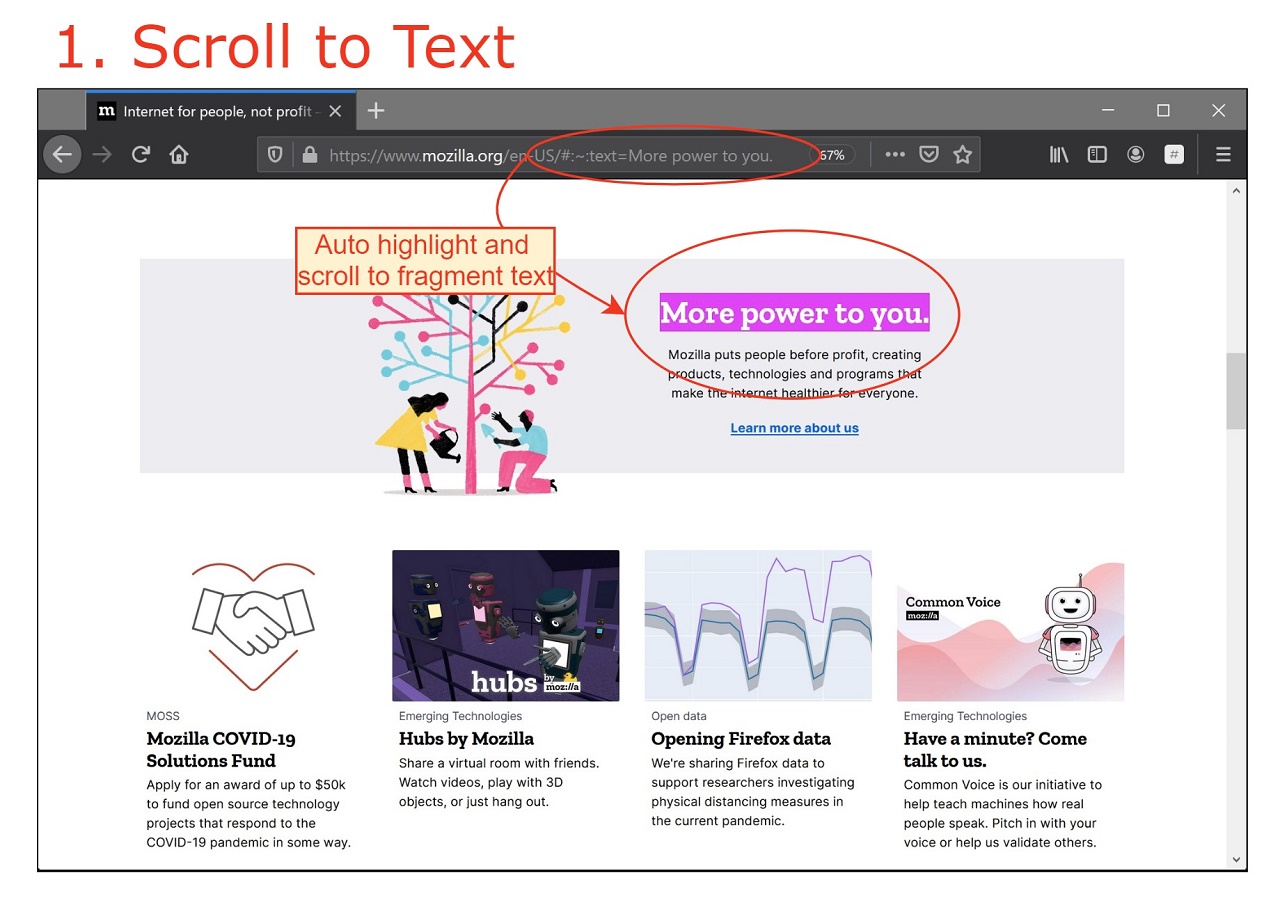 1. Scroll to Text
m Internet for people, not profit -
https://www.mozilla.org/en-US/#:~:text=More power to you. 67%
#
Auto highlight and
scroll to fragment text
More power to you.
Mozilla puts people before profit, creating
products, technologies and programs that
make the internet healthier for everyone.
Learn more about us
hubs by
moz://a
Common Voice
moz://a
MOSS
Mozilla COVID-19
Solutions Fund
Apply for an award of up to $50k
to fund open source technology
projects that respond to the
COVID-19 pandemic in some way.
Emerging Technologies
Hubs by Mozilla
Share a virtual room with friends.
Watch videos, play with 3D
objects, or just hang out.
Open data
Opening Firefox data
We're sharing Firefox data to
support researchers investigating
physical distancing measures in
the current pandemic.
Emerging Technologies
Have a minute? Come
talk to us.
Common Voice is our initiative to
help teach machines how real
people speak. Pitch in with your
voice or help us validate others.